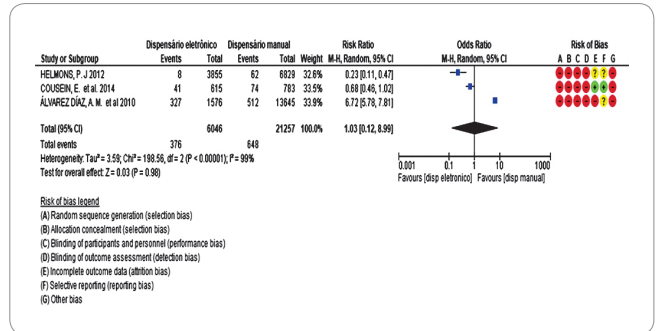 Dispensário eletrônico Dispensário manual Risk Ratio Odds Ratio Risk of Bias
Study or Subgroup Events Total Events Total Weight M-H, Random, 95% CI M-H, Random, 95% CI A B C D E F G
HELMONS, P. J 2012 8 3855 62 6829 32.6% 0.23 [0.11, 0.47] - - - - ? ? -
COUSEIN, E. et al. 2014 41 615 74 783 33.5% 0.68 [0.46, 1.02] - - - - + + -
ÁLVAREZ DÍAZ, A. M. et al 2010 327 1576 512 13645 33.9% 6.72 [5.78, 7.81] - - - - - ? -
Total (95% CI) 6046 21257 100.0% 1.03 [0.12, 8.99]
Total events 376 648
Heterogeneity: Tau² = 3.59; Chi² = 198.56, df = 2 (P < 0.00001); I² = 99%
Test for overall effect: Z = 0.03 (P = 0.98)
0.001 0.1 1 10 1000
Favours [disp eletronico] Favours [disp manual]
Risk of bias legend
(A) Random sequence generation (selection bias)
(B) Allocation concealment (selection bias)
(C) Blinding of participants and personnel (performance bias)
(D) Blinding of outcome assessment (detection bias)
(E) Incomplete outcome data (attrition bias)
(F) Selective reporting (reporting bias)
(G) Other bias